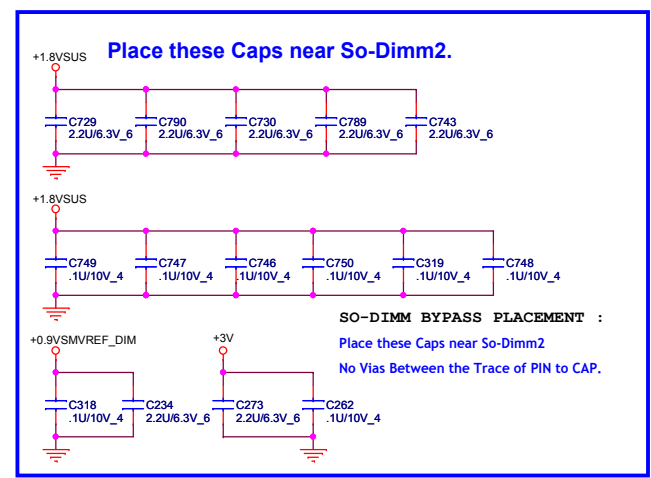 Place these Caps near So-Dimm2.
+1.8VSUS
C729
2.2U/6.3V_6
C790
2.2U/6.3V_6
C730
2.2U/6.3V_6
C789
2.2U/6.3V_6
C743
2.2U/6.3V_6
+1.8VSUS
C749
.1U/10V_4
C747
.1U/10V_4
C746
.1U/10V_4
C750
.1U/10V_4
C319
.1U/10V_4
C748
.1U/10V_4
SO-DIMM BYPASS PLACEMENT :
Place these Caps near So-Dimm2
No Vias Between the Trace of PIN to CAP.
+0.9VSMVREF_DIM
+3V
C318
.1U/10V_4
C234
2.2U/6.3V_6
C273
2.2U/6.3V_6
C262
.1U/10V_4